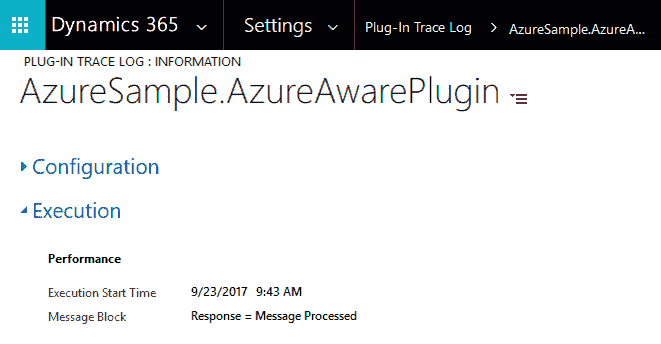 Dynamics 365 Settings Plug-In Trace Log AzureSample.AzureA...
PLUG-IN TRACE LOG : INFORMATION
AzureSample.AzureAwarePlugin
Configuration
Execution
Performance
Execution Start Time 9/23/2017 9:43 AM
Message Block Response = Message Processed